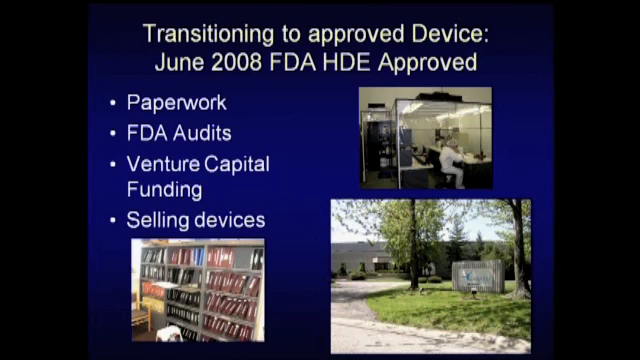 Transitioning to approved Device:
June 2008 FDA HDE Approved
• Paperwork
• FDA Audits
• Venture Capital
Funding
• Selling devices